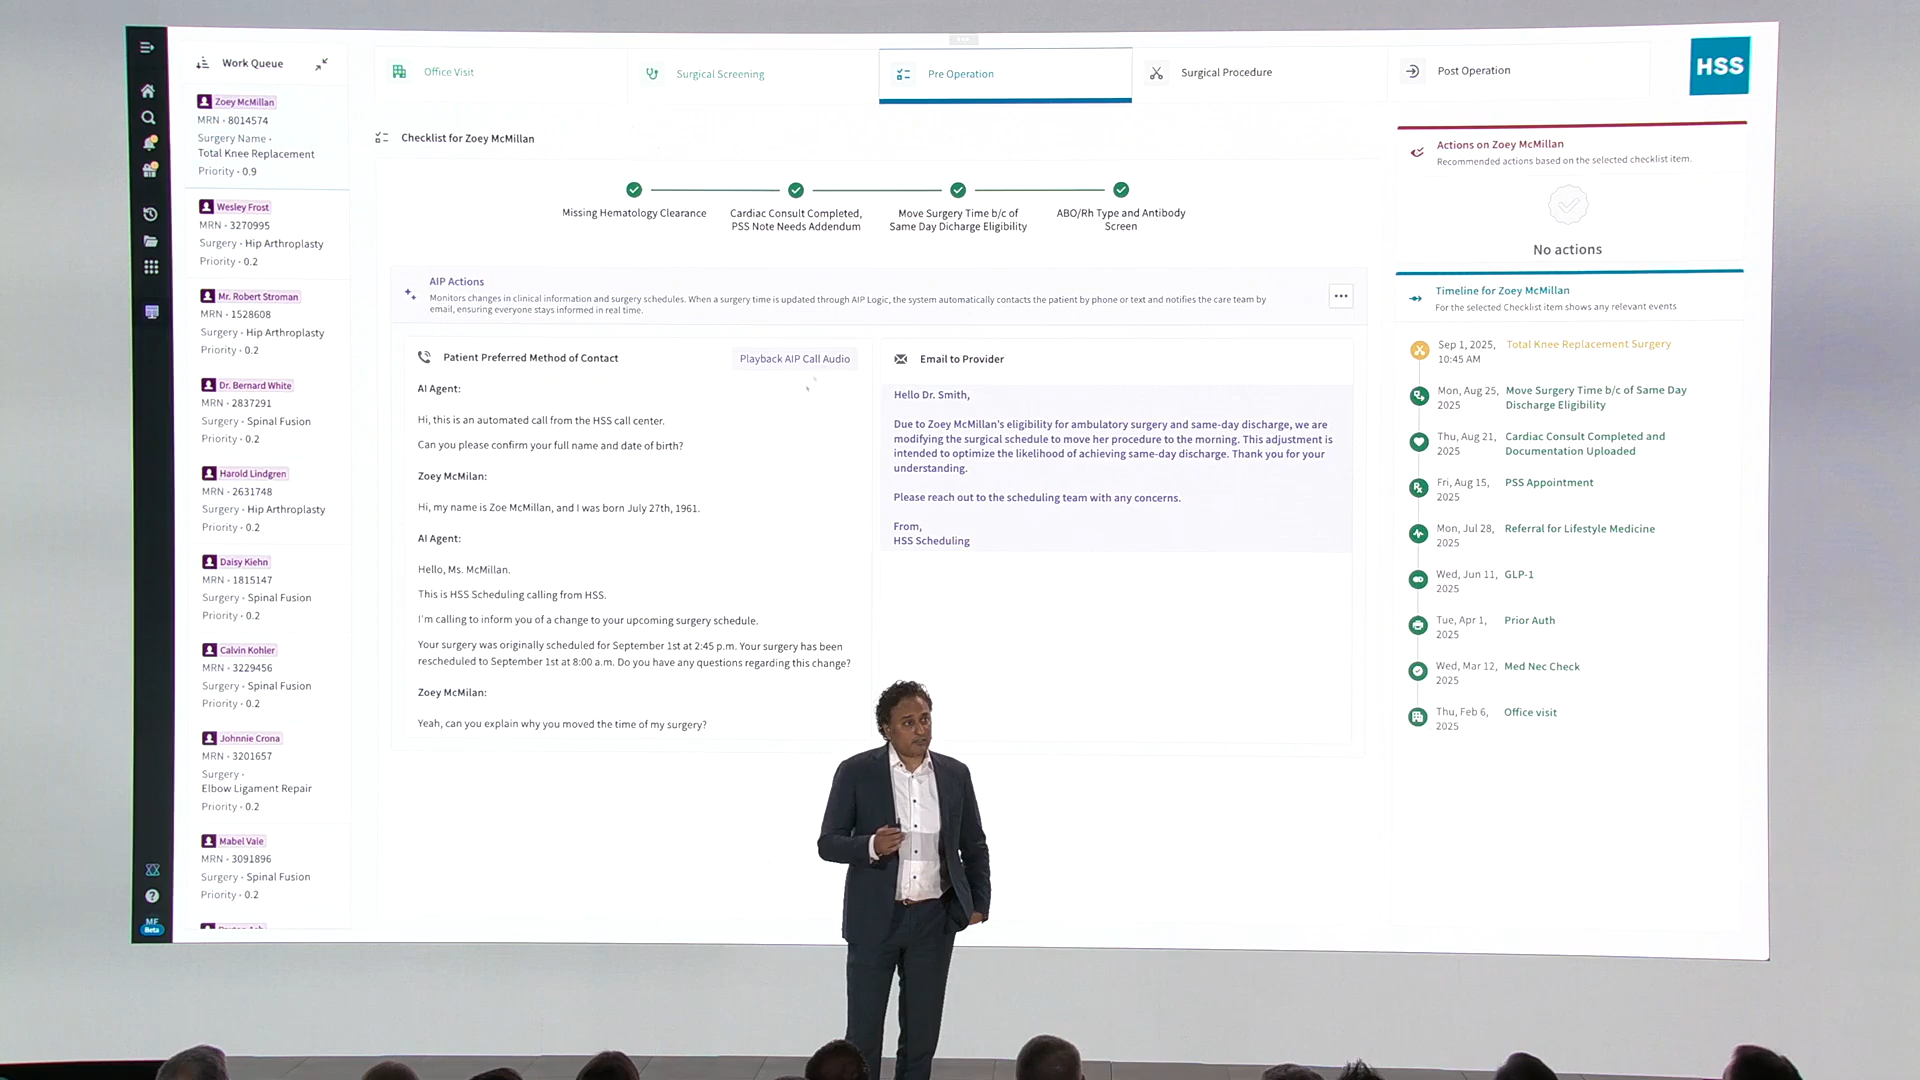 Work Queue
Zoey McMillan
MRN - 8014574
Surgery Name -
Total Knee Replacement
Priority - 0.9
Wesley Frost
MRN - 3270995
Surgery - Hip Arthroplasty
Priority - 0.2
Mr. Robert Stroman
MRN - 1528608
Surgery - Hip Arthroplasty
Priority - 0.2
Dr. Bernard White
MRN - 2837291
Surgery - Spinal Fusion
Priority - 0.2
Harold Lindgren
MRN - 2631748
Surgery - Hip Arthroplasty
Priority - 0.2
Daisy Kiehn
MRN - 1815147
Surgery - Spinal Fusion
Priority - 0.2
Calvin Kohler
MRN - 3229456
Surgery - Spinal Fusion
Priority - 0.2
Johnnie Crona
MRN - 3201657
Surgery -
Elbow Ligament Repair
Priority - 0.2
Mabel Vale
MRN - 3091896
Surgery - Spinal Fusion
Priority - 0.2
Beta
Office Visit
Surgical Screening
Pre Operation
Surgical Procedure
Post Operation
HSS
Checklist for Zoey McMillan
Missing Hematology Clearance
Cardiac Consult Completed,
PSS Note Needs Addendum
Move Surgery Time b/c of
Same Day Dicharge Eligibility
ABO/Rh Type and Antibody
Screen
AIP Actions
Monitors changes in clinical information and surgery schedules. When a surgery time is updated through AIP Logic, the system automatically contacts the patient by phone or text and notifies the care team by
email, ensuring everyone stays informed in real time.
Patient Preferred Method of Contact
Playback AIP Call Audio
AI Agent:
Hi, this is an automated call from the HSS call center.
Can you please confirm your full name and date of birth?
Zoey McMilan:
Hi, my name is Zoe McMillan, and I was born July 27th, 1961.
AI Agent:
Hello, Ms. McMillan.
This is HSS Scheduling calling from HSS.
I'm calling to inform you of a change to your upcoming surgery schedule.
Your surgery was originally scheduled for September 1st at 2:45 p.m. Your surgery has been
rescheduled to September 1st at 8:00 a.m. Do you have any questions regarding this change?
Zoey McMilan:
Yeah, can you explain why you moved the time of my surgery?
Email to Provider
Hello Dr. Smith,
Due to Zoey McMillan's eligibility for ambulatory surgery and same-day discharge, we are
modifying the surgical schedule to move her procedure to the morning. This adjustment is
intended to optimize the likelihood of achieving same-day discharge. Thank you for your
understanding.
Please reach out to the scheduling team with any concerns.
From,
HSS Scheduling
Actions on Zoey McMillan
Recommended actions based on the selected checklist item.
No actions
Timeline for Zoey McMillan
For the selected Checklist item shows any relevant events
Sep 1, 2025, Total Knee Replacement Surgery
10:45 AM
Mon, Aug 25, Move Surgery Time b/c of Same Day
2025 Discharge Eligibility
Thu, Aug 21, Cardiac Consult Completed and
2025 Documentation Uploaded
Fri, Aug 15, PSS Appointment
2025
Mon, Jul 28, Referral for Lifestyle Medicine
2025
Wed, Jun 11, GLP-1
2025
Tue, Apr 1, Prior Auth
2025
Wed, Mar 12, Med Nec Check
2025
Thu, Feb 6, Office visit
2025